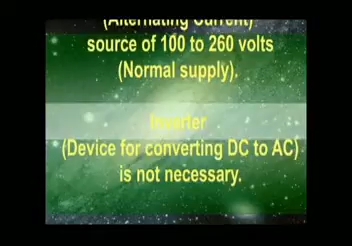 (Alternating Current)
source of 100 to 260 volts
(Normal supply).
Inverter
(Device for converting DC to AC)
is not necessary.